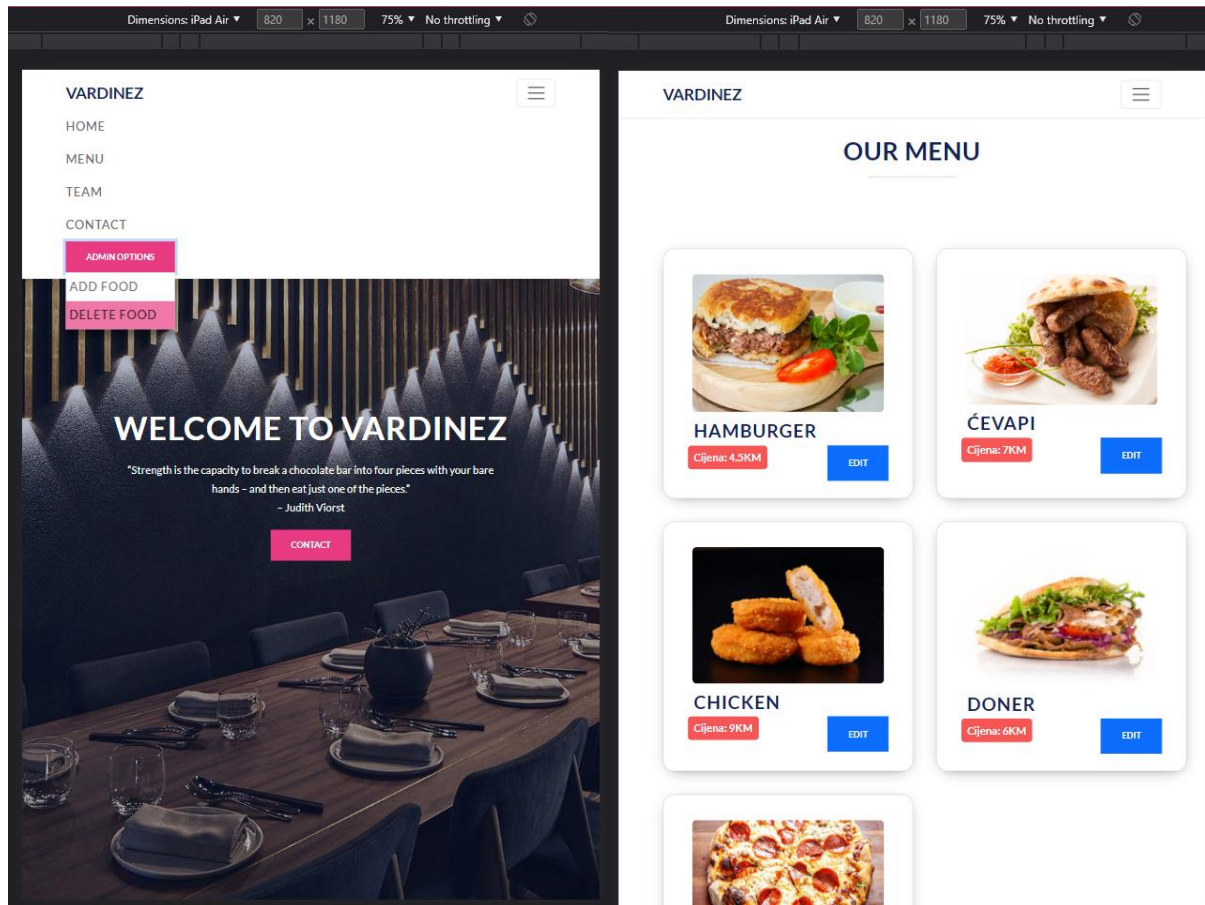 Dimensions: iPad Air ▼ 820 × 1180 75% ▼ No throttling ▼
VARDINEZ
HOME
MENU
TEAM
CONTACT
ADMIN OPTIONS
ADD FOOD
DELETE FOOD
WELCOME TO VARDINEZ
"Strength is the capacity to break a chocolate bar into four pieces with your bare
hands – and then eat just one of the pieces."
– Judith Viorst
CONTACT
Dimensions: iPad Air ▼ 820 × 1180 75% ▼ No throttling ▼
VARDINEZ
OUR MENU
HAMBURGER
Cijena: 4.5KM
EDIT
ĆEVAPI
Cijena: 7KM
EDIT
CHICKEN
Cijena: 9KM
EDIT
DONER
Cijena: 6KM
EDIT